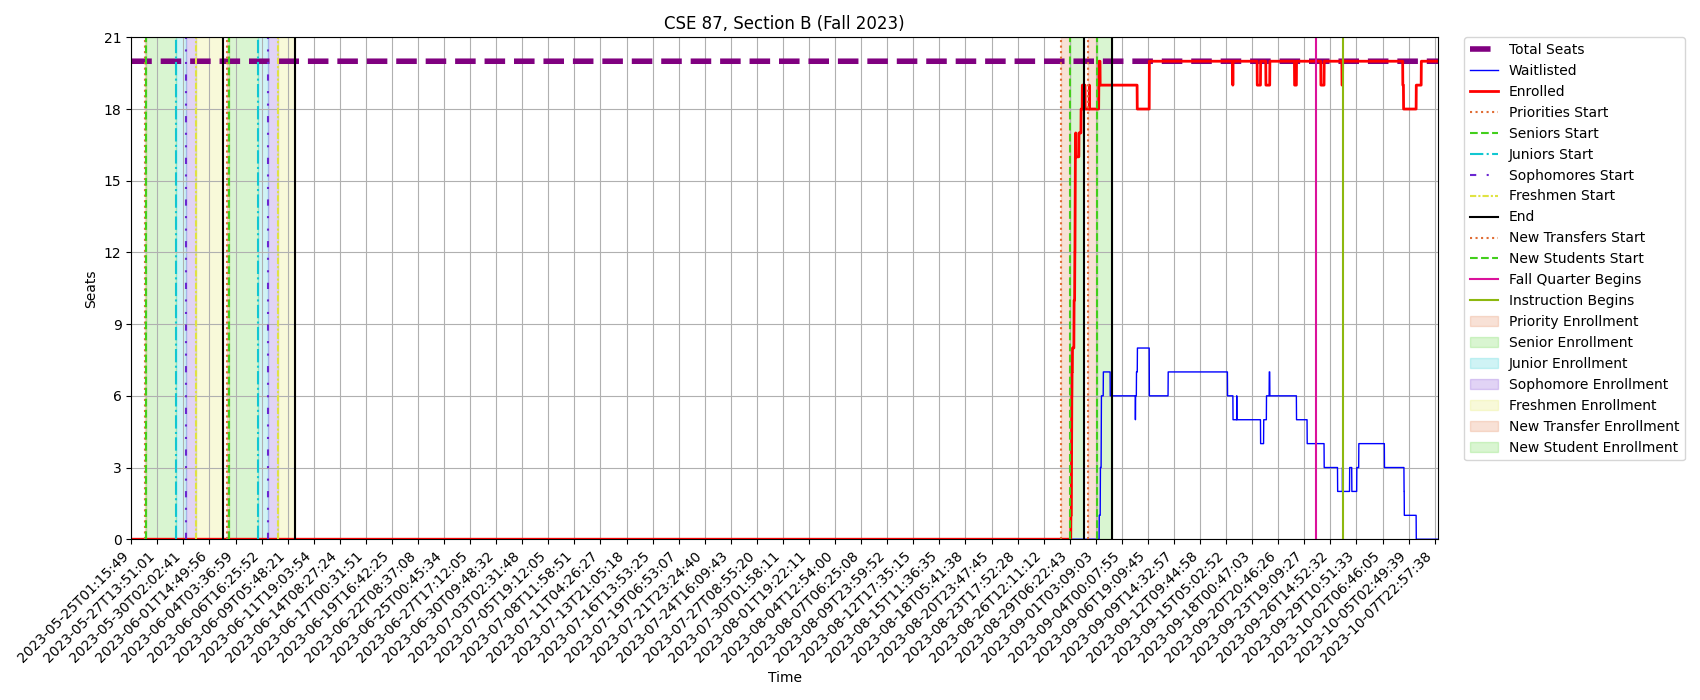 CSE 87, Section B (Fall 2023)
21
18
15
12
9
6
3
0
Seats
2023-05-25T01:15:49
2023-05-27T13:51:01
2023-05-30T02:02:41
2023-06-01T14:49:56
2023-06-04T03:36:59
2023-06-06T16:25:52
2023-06-09T05:48:21
2023-06-11T19:03:54
2023-06-14T08:27:24
2023-06-17T00:31:51
2023-06-19T16:42:25
2023-06-22T08:37:08
2023-06-25T00:45:34
2023-06-27T17:12:05
2023-06-30T09:48:32
2023-07-03T02:31:48
2023-07-05T19:12:05
2023-07-08T11:58:51
2023-07-11T04:26:27
2023-07-13T21:05:18
2023-07-16T13:53:25
2023-07-19T06:53:07
2023-07-21T23:24:40
2023-07-24T16:09:43
2023-07-27T08:55:20
2023-07-30T01:58:11
2023-08-01T19:22:11
2023-08-04T12:54:00
2023-08-07T06:25:08
2023-08-09T23:59:52
2023-08-12T17:35:15
2023-08-15T11:36:35
2023-08-18T05:41:38
2023-08-20T23:47:45
2023-08-23T17:52:28
2023-08-26T12:11:12
2023-08-29T06:22:43
2023-09-01T03:09:03
2023-09-04T00:07:55
2023-09-06T19:09:45
2023-09-09T14:32:57
2023-09-12T09:44:58
2023-09-15T05:02:52
2023-09-18T00:47:03
2023-09-20T20:46:26
2023-09-23T19:09:27
2023-09-26T14:52:32
2023-09-29T10:51:33
2023-10-02T06:46:05
2023-10-05T02:49:39
2023-10-07T22:57:38
Time
Total Seats
Waitlisted
Enrolled
Priorities Start
Seniors Start
Juniors Start
Sophomores Start
Freshmen Start
End
New Transfers Start
New Students Start
Fall Quarter Begins
Instruction Begins
Priority Enrollment
Senior Enrollment
Junior Enrollment
Sophomore Enrollment
Freshmen Enrollment
New Transfer Enrollment
New Student Enrollment